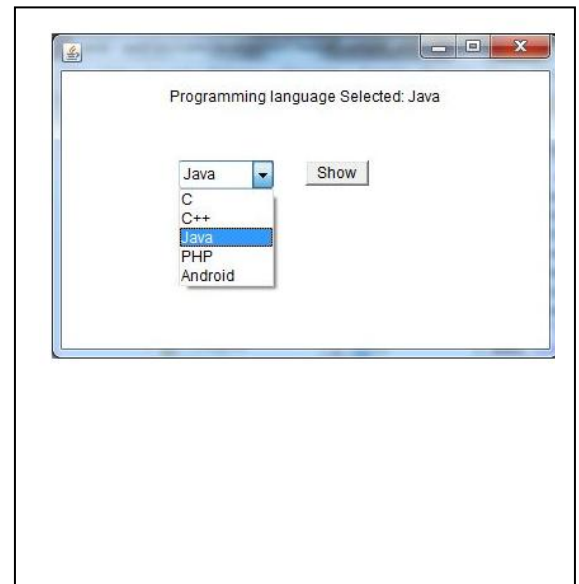 Programming language Selected: Java
Java Show
C
C++
Java
PHP
Android